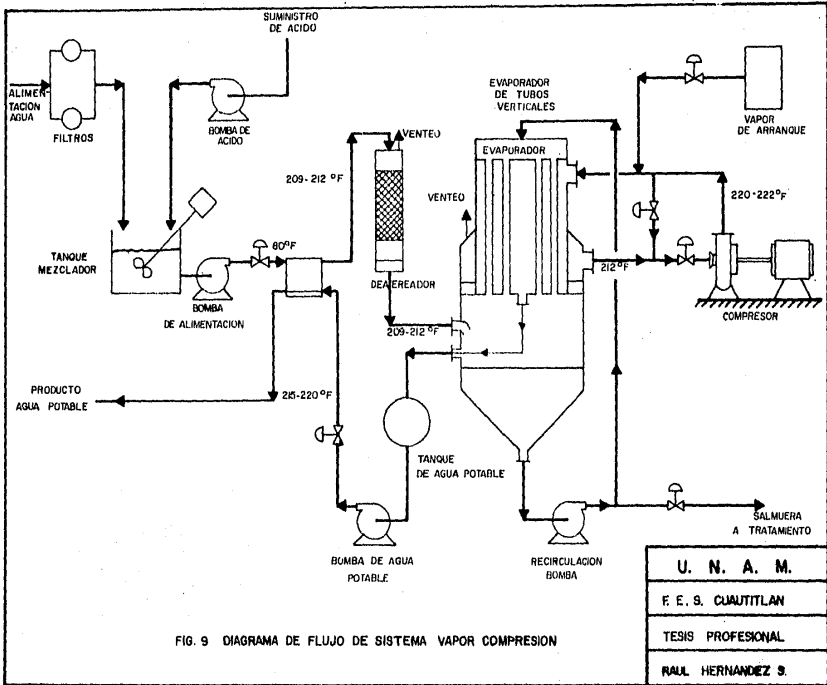 SUMINISTRO
DE ACIDO
ALIMEN-
TACION
AGUA
FILTROS
BOMBA DE
ACIDO
EVAPORADOR
DE TUBOS
VERTICALES
VAPOR
DE ARRANQUE
VENTEO
EVAPORADOR
209-212 °F
VENTEO
220-222°F
TANQUE
MEZCLADOR
80°F
212°F
DEAEREADOR
COMPRESOR
BOMBA
DE ALIMENTACION
209-212 °F
PRODUCTO
AGUA POTABLE
215-220°F
TANQUE
DE AGUA POTABLE
SALMUERA
A TRATAMIENTO
BOMBA DE AGUA
POTABLE
RECIRCULACION
BOMBA
U. N. A. M.
F. E. S. CUAUTITLAN
TESIS PROFESIONAL
RAUL HERNANDEZ S.
FIG. 9 DIAGRAMA DE FLUJO DE SISTEMA VAPOR COMPRESION